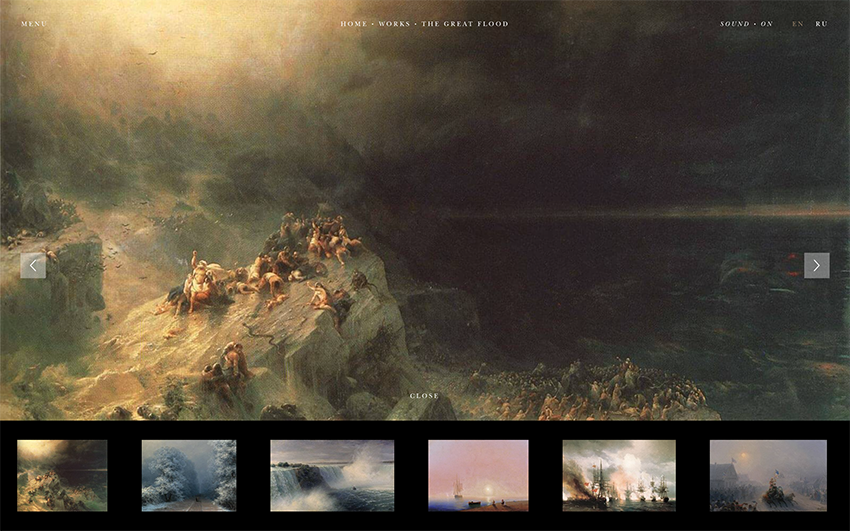 MENU
HOME • WORKS • THE GREAT FLOOD
SOUND • ON
EN
RU
CLOSE